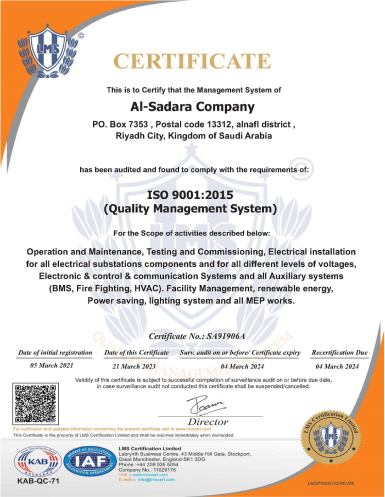 LMS
CERTIFICATE
This is to Certify that the Management System of
Al-Sadara Company
PO. Box 7353 , Postal code 13312, alnafl district ,
Riyadh City, Kingdom of Saudi Arabia
has been audited and found to comply with the requirements of:
ISO 9001:2015
(Quality Management System)
For the Scope of activities described below:
Operation and Maintenance, Testing and Commissioning, Electrical installation
for all electrical substations components and for all different levels of voltages,
Electronic & control & communication Systems and all Auxiliary systems
(BMS, Fire Fighting, HVAC). Facility Management, renewable energy,
Power saving, lighting system and all MEP works.
Certificate No.: SA91906A
Date of initial registration Date of this Certificate Surv. audit on or before/ Certificate expiry Recertification Due
05 March 2021 21 March 2023 04 March 2024 04 March 2024
Validity of this certificate is subject to successful completion of surveillance audit on or before due date,
in case surveillance audit not conducted this certificate shall be suspended/cancelled.
Director
For verification and updated information concerning the present certificate visit to www.lmscert.com
This Certificate is the property of LMS Certification Limited and shall be returned immediately when demanded.
LMS Certification Limited
Labrynth Business Centre, 43 Middle Hill Gate, Stockport,
Great Manchester, England-SK1 3DG
Phone :+44 208 935 5094
Company No.: 11029176
Web site: www.lmscert.com
E-mail: info@lmscert.com
KAB
IAF
LMS
KAB-QC-71